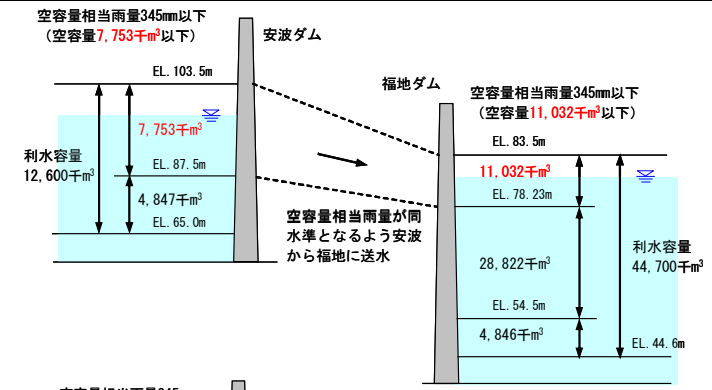 空容量相当雨量345mm以下
(空容量7,753千m³以下)
安波ダム
EL.103.5m
7,753千m³
利水容量
12,600千m³
EL.87.5m
4,847千m³
EL.65.0m
福地ダム
空容量相当雨量345mm以下
(空容量11,032千m³以下)
EL.83.5m
11,032千m³
EL.78.23m
空容量相当雨量が同
水準となるよう安波
から福地に送水
28,822千m³
利水容量
44,700千m³
EL.54.5m
4,846千m³
EL.44.6m